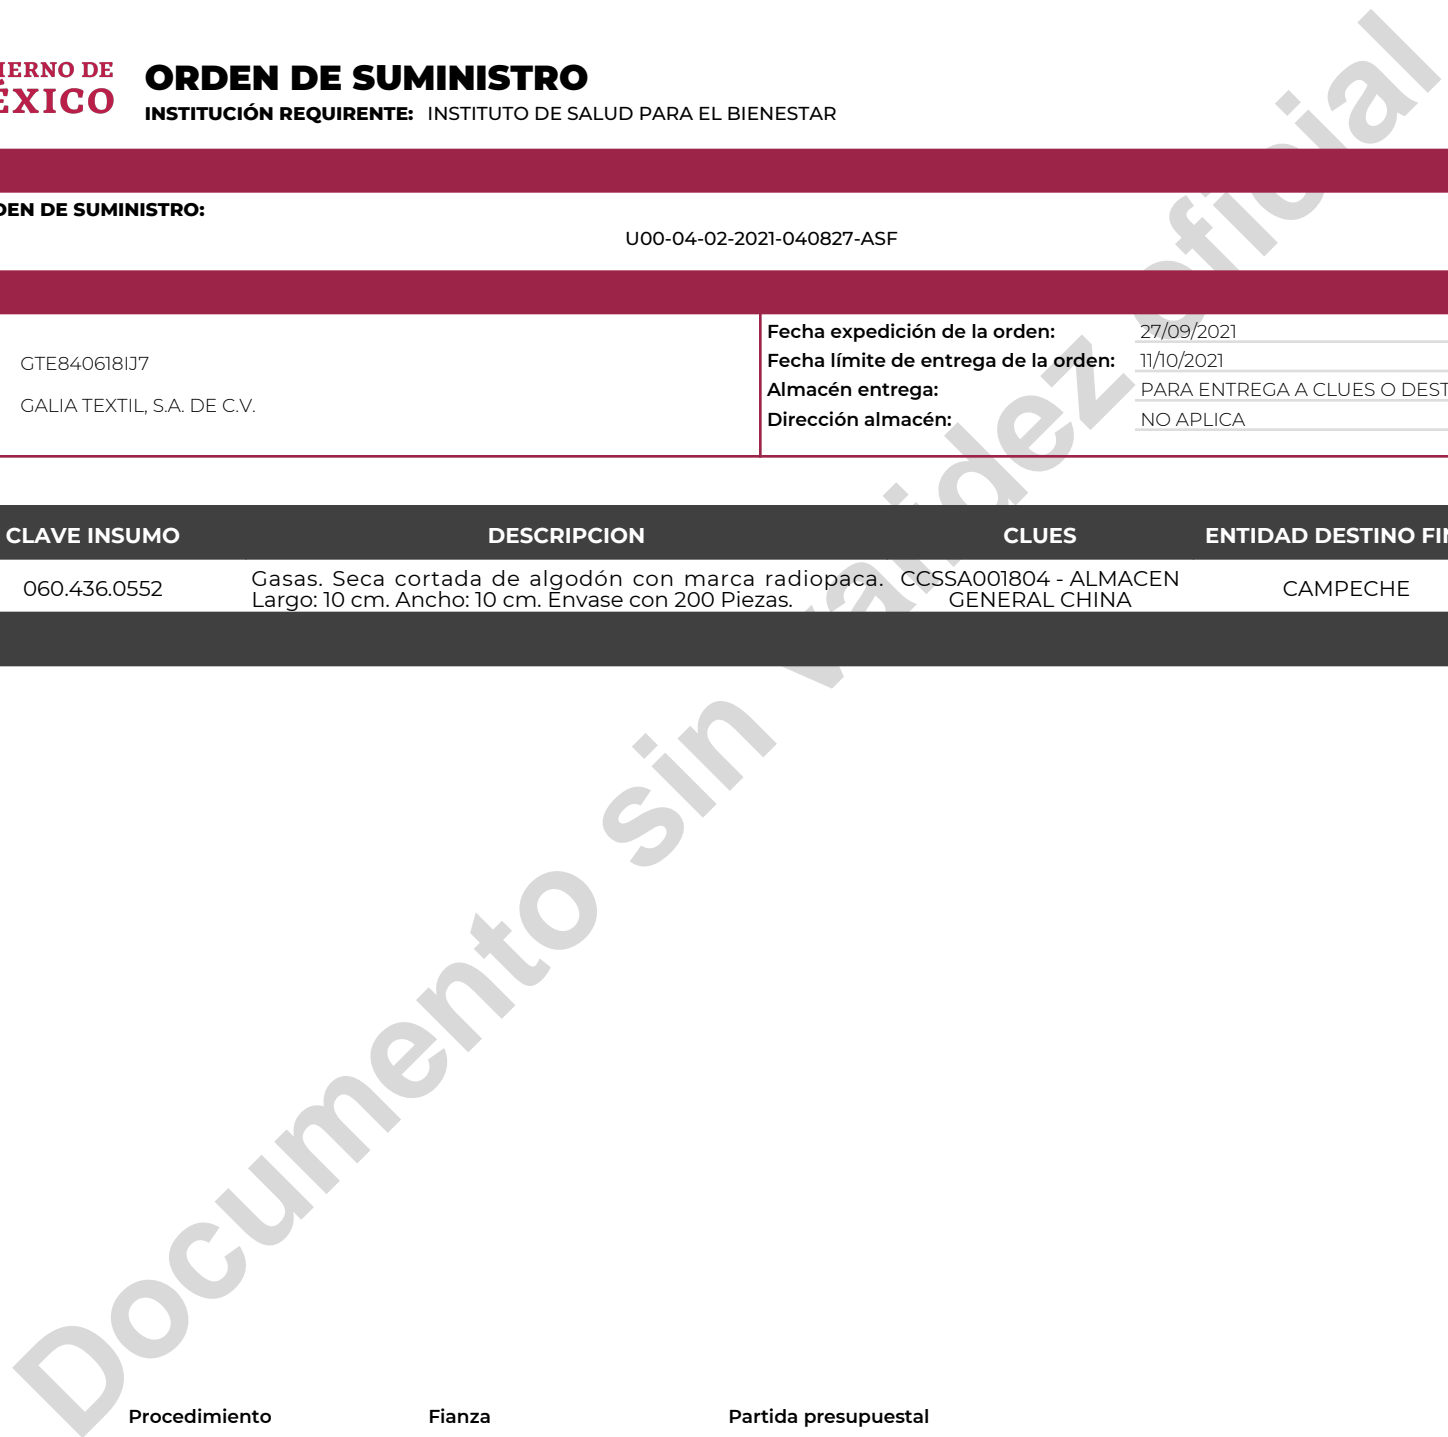 IERNO DE
ÉXICO
ORDEN DE SUMINISTRO
INSTITUCIÓN REQUIRENTE: INSTITUTO DE SALUD PARA EL BIENESTAR
DEN DE SUMINISTRO:
U00-04-02-2021-040827-ASF
GTE840618IJ7
GALIA TEXTIL, S.A. DE C.V.
Fecha expedición de la orden: 27/09/2021
Fecha límite de entrega de la orden: 11/10/2021
Almacén entrega: PARA ENTREGA A CLUES O DEST
Dirección almacén: NO APLICA
CLAVE INSUMO DESCRIPCION CLUES ENTIDAD DESTINO FIN
060.436.0552 Gasas. Seca cortada de algodón con marca radiopaca. CCSSA001804 - ALMACEN CAMPECHE
Largo: 10 cm. Ancho: 10 cm. Envase con 200 Piezas. GENERAL CHINA
Documento sin validez oficial
Procedimiento Fianza Partida presupuestal